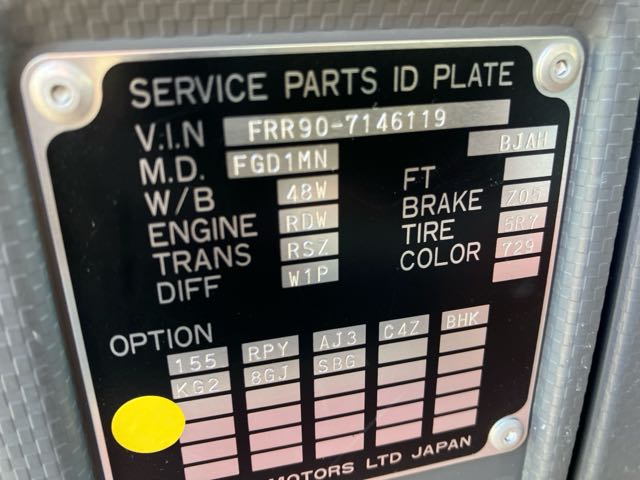 SERVICE PARTS ID PLATE
V.I.N FRR90-7146119
M.D. FGD1MN BJAH
W/B 48W FT
ENGINE RDW BRAKE Z05
TRANS RSZ TIRE 5R7
DIFF W1P COLOR 729
OPTION
155 RPY AJ3 C4Z BHK
KG2 8GJ SBG
MOTORS LTD JAPAN